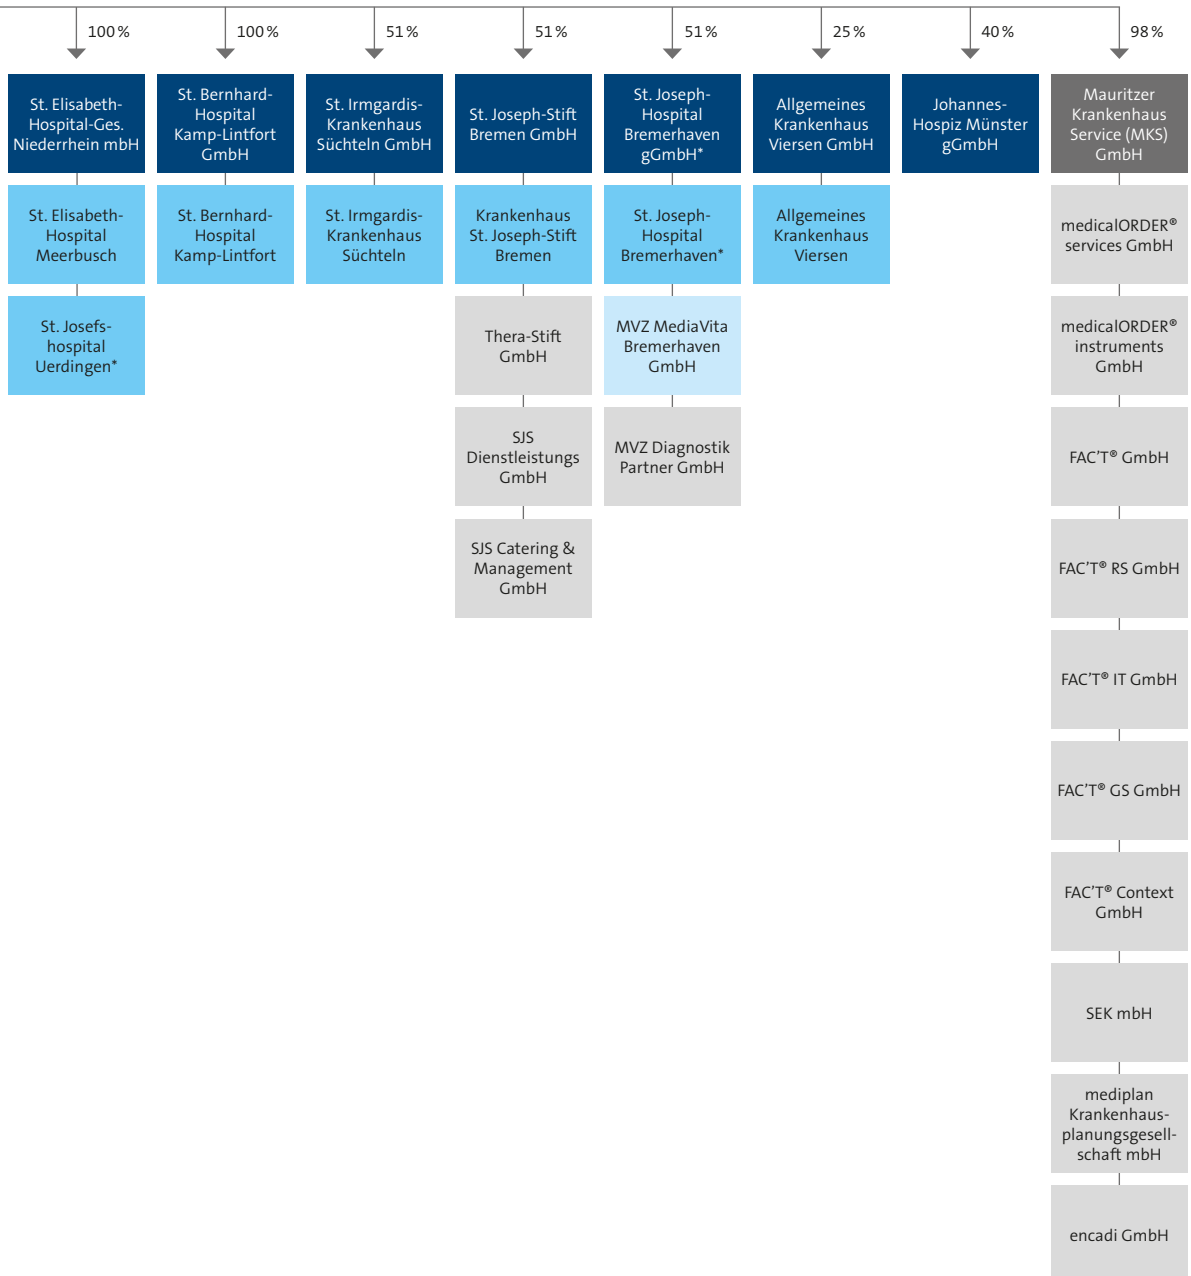 100 %
100 %
51 %
51 %
51 %
25 %
40 %
98 %
St. Elisabeth-
Hospital-Ges.
Niederrhein mbH
St. Bernhard-
Hospital
Kamp-Lintfort
GmbH
St. Irmgardis-
Krankenhaus
Süchteln GmbH
St. Joseph-Stift
Bremen GmbH
St. Joseph-
Hospital
Bremerhaven
gGmbH*
Allgemeines
Krankenhaus
Viersen GmbH
Johannes-
Hospiz Münster
gGmbH
Mauritzer
Krankenhaus
Service (MKS)
GmbH
St. Elisabeth-
Hospital
Meerbusch
St. Bernhard-
Hospital
Kamp-Lintfort
St. Irmgardis-
Krankenhaus
Süchteln
Krankenhaus
St. Joseph-Stift
Bremen
St. Joseph-
Hospital
Bremerhaven*
Allgemeines
Krankenhaus
Viersen
medicalORDER®
services GmbH
St. Josefs-
hospital
Uerdingen*
Thera-Stift
GmbH
MVZ MediaVita
Bremerhaven
GmbH
medicalORDER®
instruments
GmbH
SJS
Dienstleistungs
GmbH
MVZ Diagnostik
Partner GmbH
FAC’T® GmbH
SJS Catering &
Management
GmbH
FAC’T® RS GmbH
FAC’T® IT GmbH
FAC’T® GS GmbH
FAC’T® Context
GmbH
SEK mbH
mediplan
Krankenhaus-
planungsgesell-
schaft mbH
encadi GmbH